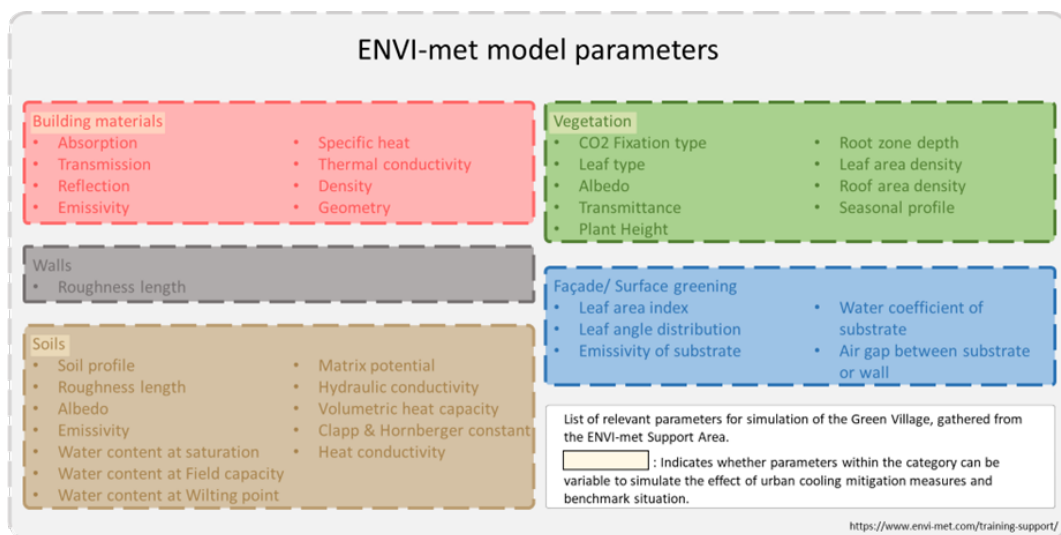 ENVI-met model parameters
Building materials
• Absorption
• Transmission
• Reflection
• Emissivity
• Specific heat
• Thermal conductivity
• Density
• Geometry
Walls
• Roughness length
Soils
• Soil profile
• Roughness length
• Albedo
• Emissivity
• Water content at saturation
• Water content at Field capacity
• Water content at Wilting point
• Matrix potential
• Hydraulic conductivity
• Volumetric heat capacity
• Clapp & Hornberger constant
• Heat conductivity
Vegetation
• CO2 Fixation type
• Leaf type
• Albedo
• Transmittance
• Plant Height
• Root zone depth
• Leaf area density
• Roof area density
• Seasonal profile
Façade/ Surface greening
• Leaf area index
• Leaf angle distribution
• Emissivity of substrate
• Water coefficient of
substrate
• Air gap between substrate
or wall
List of relevant parameters for simulation of the Green Village, gathered from
the ENVI-met Support Area.
: Indicates whether parameters within the category can be
variable to simulate the effect of urban cooling mitigation measures and
benchmark situation.
https://www.envi-met.com/training-support/